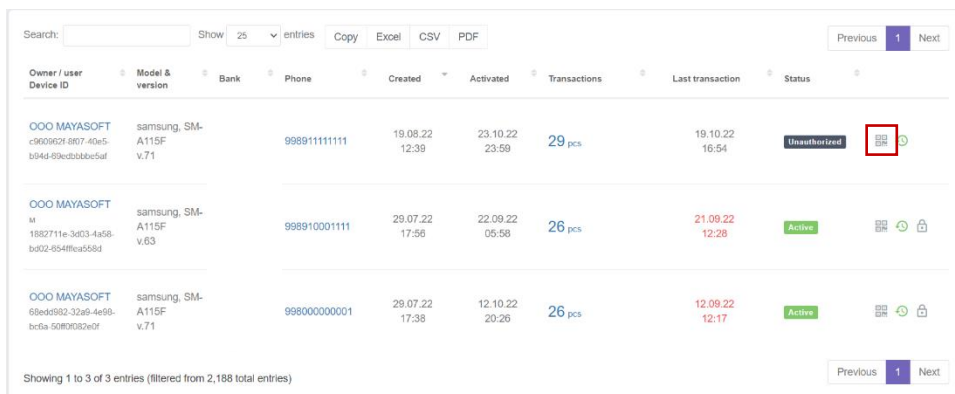 Search: Show 25 entries Copy Excel CSV PDF Previous 1 Next
Owner / user Device ID Model & version Bank Phone Created Activated Transactions Last transaction Status
OOO MAYASOFT samsung, SM-
c960962f-8f07-40e5- A115F 998911111111 19.08.22 23.10.22 29 pcs 19.10.22 Unauthorized
b94d-69edbbbbe5af v.71 12:39 23:59 16:54
OOO MAYASOFT
M samsung, SM-
1882711e-3d03-4a58- A115F 998910001111 29.07.22 22.09.22 26 pcs 21.09.22 Active
bd02-654fffea558d v.63 17:56 05:58 12:28
OOO MAYASOFT samsung, SM-
68edd982-32a9-4e98- A115F 998000000001 29.07.22 12.10.22 26 pcs 12.09.22 Active
bc6a-50ff0f082e0f v.71 17:38 20:26 12:17
Showing 1 to 3 of 3 entries (filtered from 2,188 total entries) Previous 1 Next